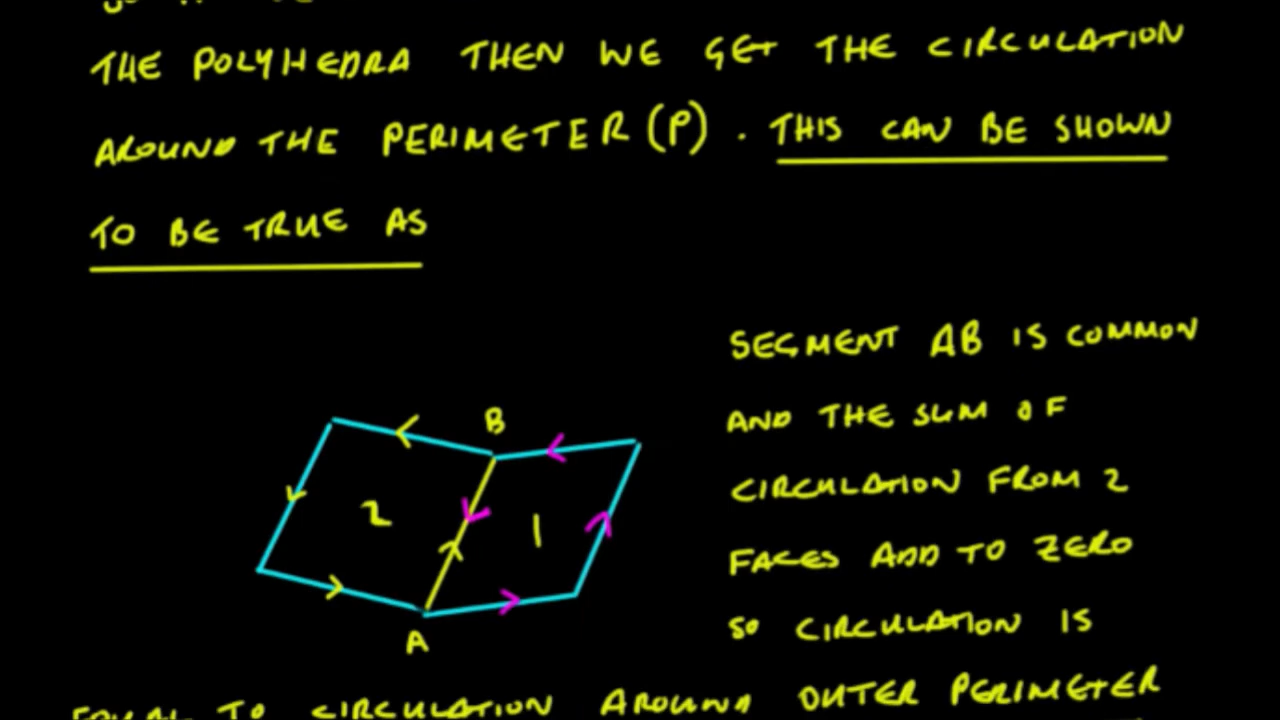 THE POLYHEDRA THEN WE GET THE CIRCULATION
AROUND THE PERIMETER (P). THIS CAN BE SHOWN
TO BE TRUE AS
SEGMENT AB IS COMMON
AND THE SUM OF
CIRCULATION FROM 2
FACES ADD TO ZERO
SO CIRCULATION IS
B
2
1
A
EQUAL TO CIRCULATION AROUND OUTER PERIMETER